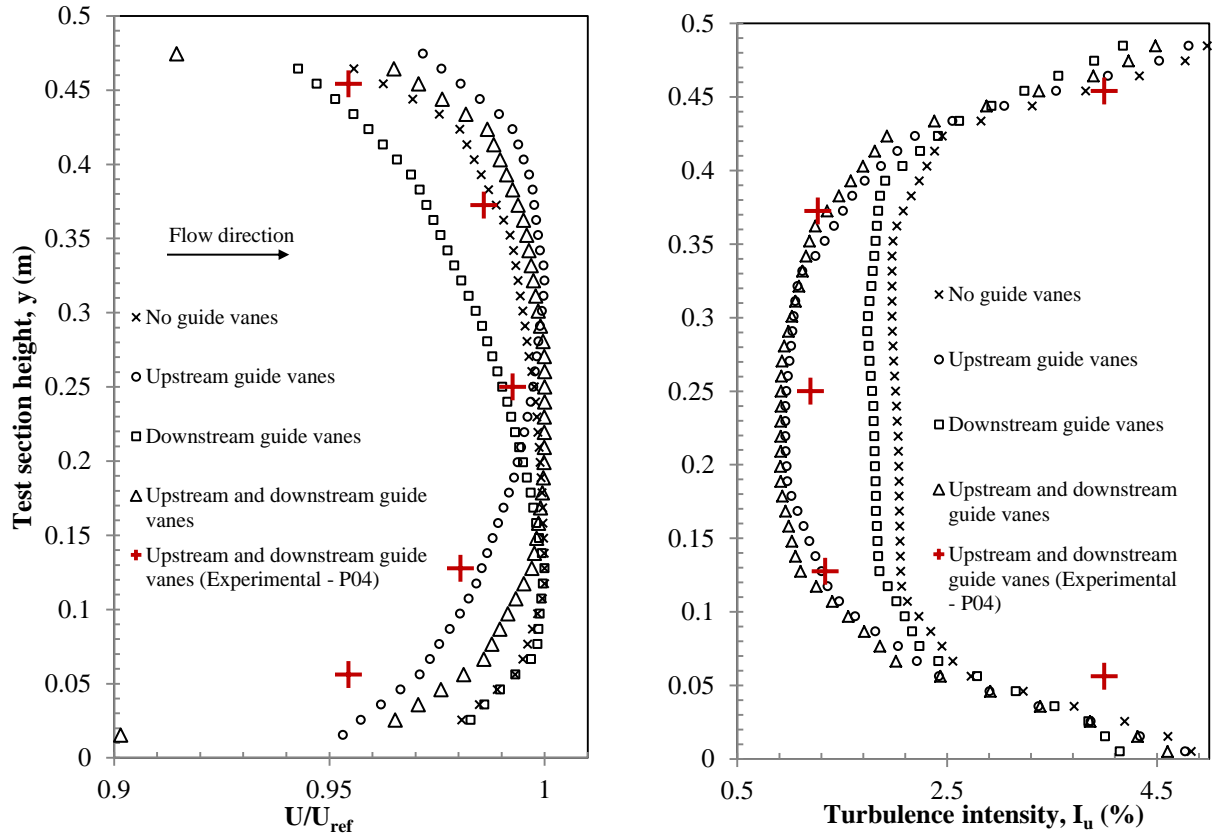 0.5
0.45
0.4
0.35
0.3
0.25
0.2
0.15
0.1
0.05
0
Test section height, y (m)
Flow direction
No guide vanes
Upstream guide vanes
Downstream guide vanes
Upstream and downstream guide
vanes
Upstream and downstream guide
vanes (Experimental - P04)
0.9
0.95
1
U/Uref
0.5
0.45
0.4
0.35
0.3
0.25
0.2
0.15
0.1
0.05
0
No guide vanes
Upstream guide vanes
Downstream guide vanes
Upstream and downstream
guide vanes
Upstream and downstream
guide vanes (Experimental
- P04)
0.5
2.5
4.5
Turbulence intensity, Iu (%)